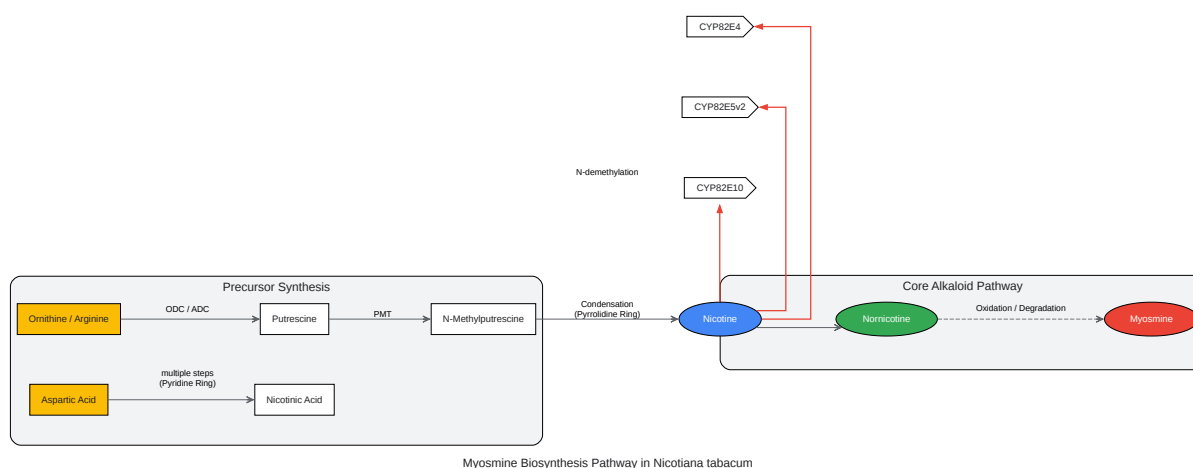 CYP82E4
CYP82E5v2
N-demethylation
CYP82E10
Precursor Synthesis
Core Alkaloid Pathway
Ornithine / Arginine
ODC / ADC
Putrescine
PMT
N-Methylputrescine
Condensation
(Pyrrolidine Ring)
Nicotine
Nornicotine
Oxidation / Degradation
Myosmine
Aspartic Acid
multiple steps
(Pyridine Ring)
Nicotinic Acid
Myosmine Biosynthesis Pathway in Nicotiana tabacum